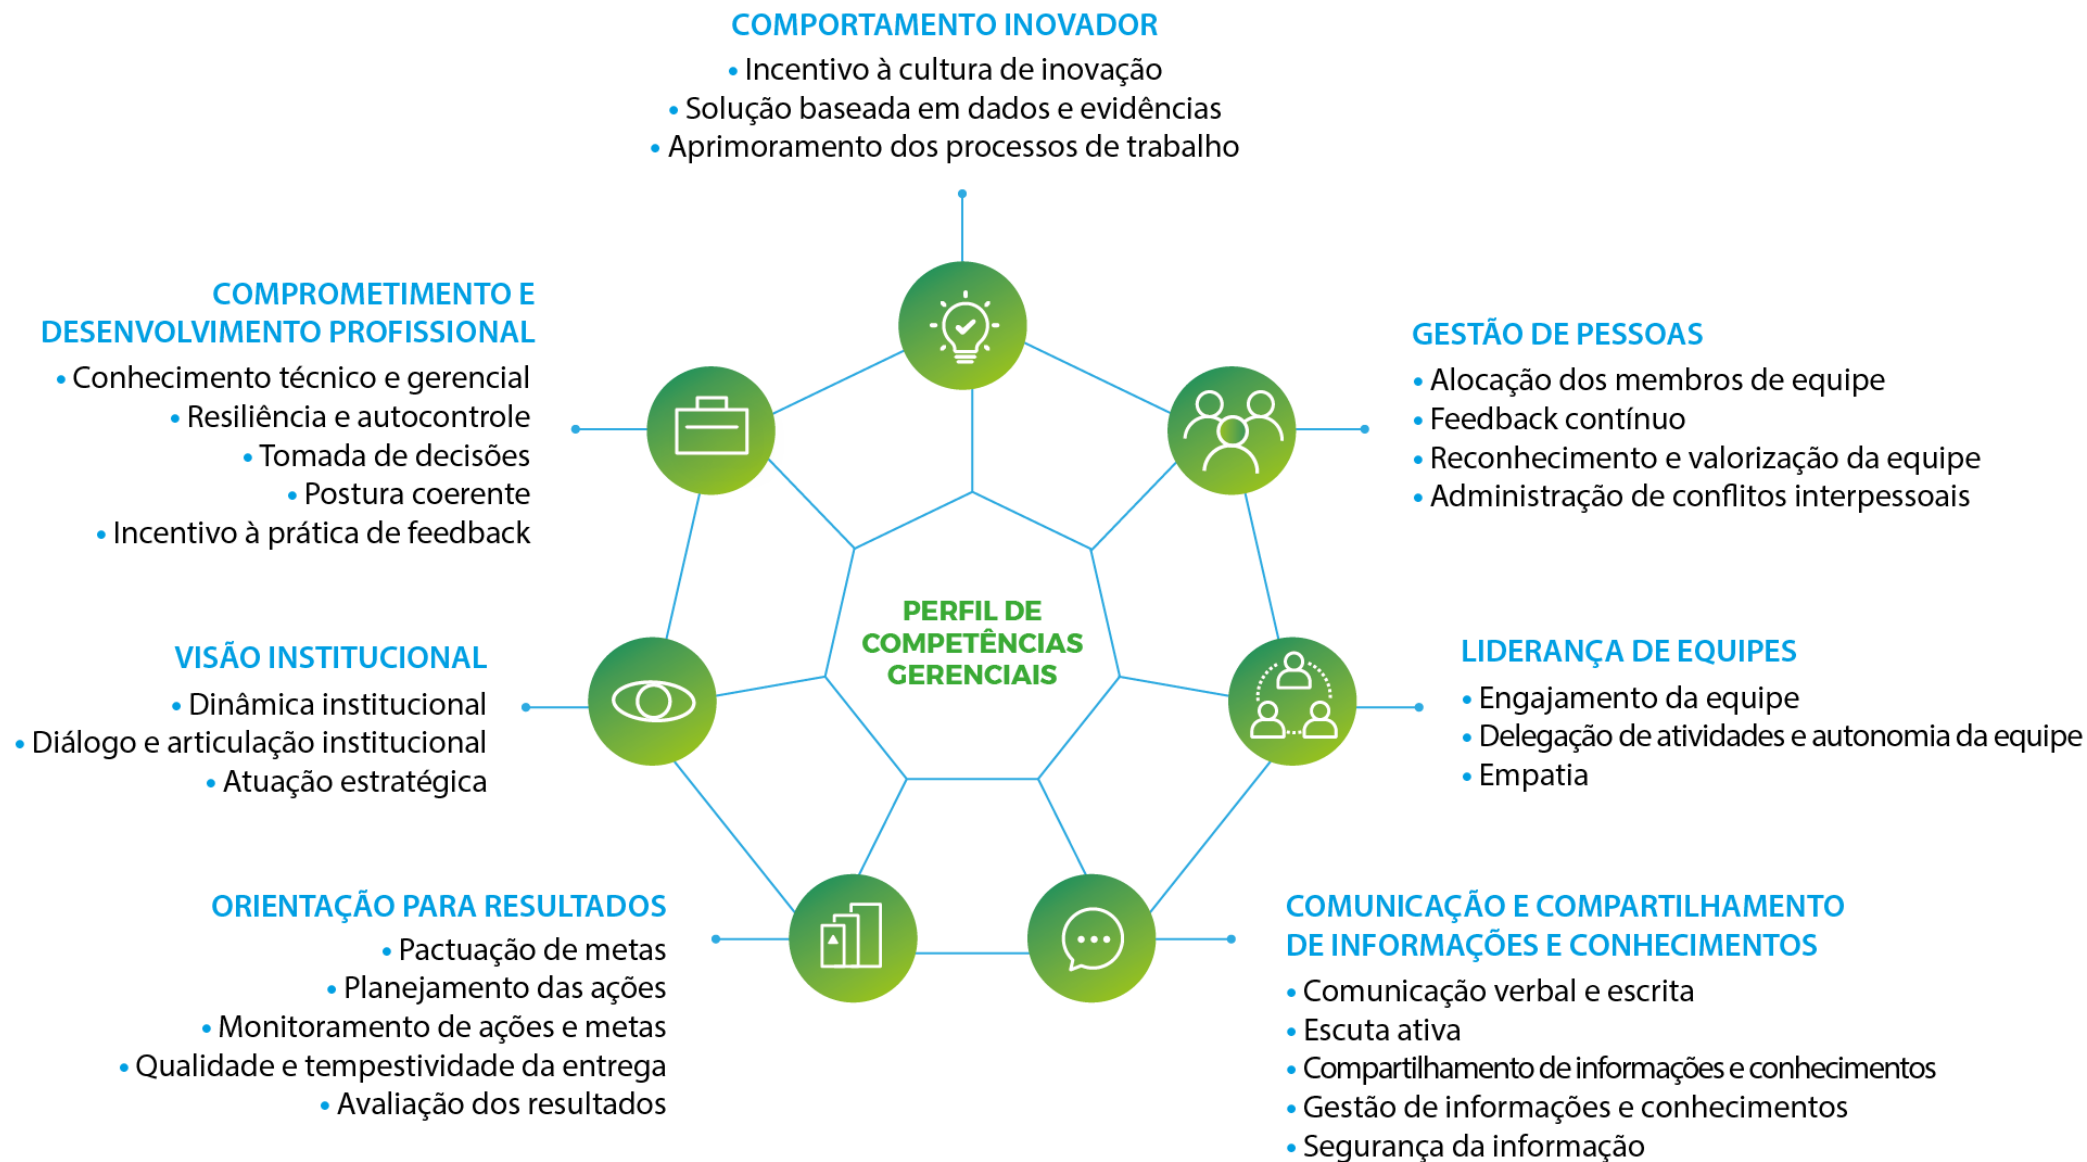 COMPORTAMENTO INOVADOR
• Incentivo à cultura de inovação
• Solução baseada em dados e evidências
• Aprimoramento dos processos de trabalho
COMPROMETIMENTO E
DESENVOLVIMENTO PROFISSIONAL
• Conhecimento técnico e gerencial
• Resiliência e autocontrole
• Tomada de decisões
• Postura coerente
• Incentivo à prática de feedback
GESTÃO DE PESSOAS
• Alocação dos membros de equipe
• Feedback contínuo
• Reconhecimento e valorização da equipe
• Administração de conflitos interpessoais
PERFIL DE
COMPETÊNCIAS
GERENCIAIS
VISÃO INSTITUCIONAL
• Dinâmica institucional
• Diálogo e articulação institucional
• Atuação estratégica
LIDERANÇA DE EQUIPES
• Engajamento da equipe
• Delegação de atividades e autonomia da equipe
• Empatia
ORIENTAÇÃO PARA RESULTADOS
• Pactuação de metas
• Planejamento das ações
• Monitoramento de ações e metas
• Qualidade e tempestividade da entrega
• Avaliação dos resultados
COMUNICAÇÃO E COMPARTILHAMENTO
DE INFORMAÇÕES E CONHECIMENTOS
• Comunicação verbal e escrita
• Escuta ativa
• Compartilhamento de informações e conhecimentos
• Gestão de informações e conhecimentos
• Segurança da informação